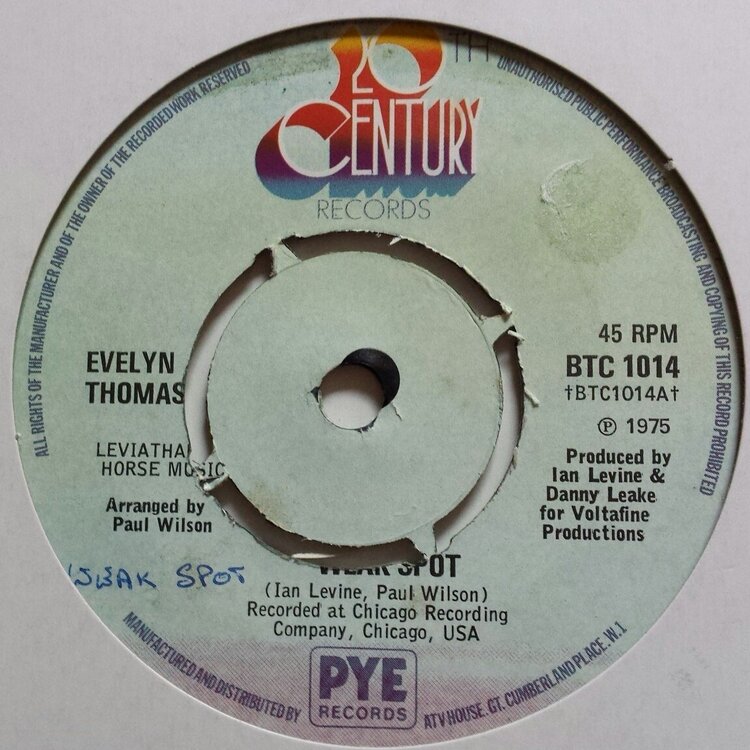 20TH
CENTURY
RECORDS
ALL RIGHTS OF THE MANUFACTURER AND OF THE OWNER OF THE RECORDED WORK RESERVED
UNAUTHORISED PUBLIC PERFORMANCE BROADCASTING AND COPYING OF THIS RECORD PROHIBITED
EVELYN
THOMAS
LEVIATHA
HORSE MUSIC
Arranged by
Paul Wilson
45 RPM
BTC 1014
†BTC1014A†
℗ 1975
Produced by
Ian Levine &
Danny Leake
for Voltafine
Productions
WEAK SPOT
WEAK SPOT
(Ian Levine, Paul Wilson)
Recorded at Chicago Recording
Company, Chicago, USA
MANUFACTURED AND DISTRIBUTED BY
PYE
RECORDS
ATV HOUSE. GT. CUMBERLAND PLACE. W.1